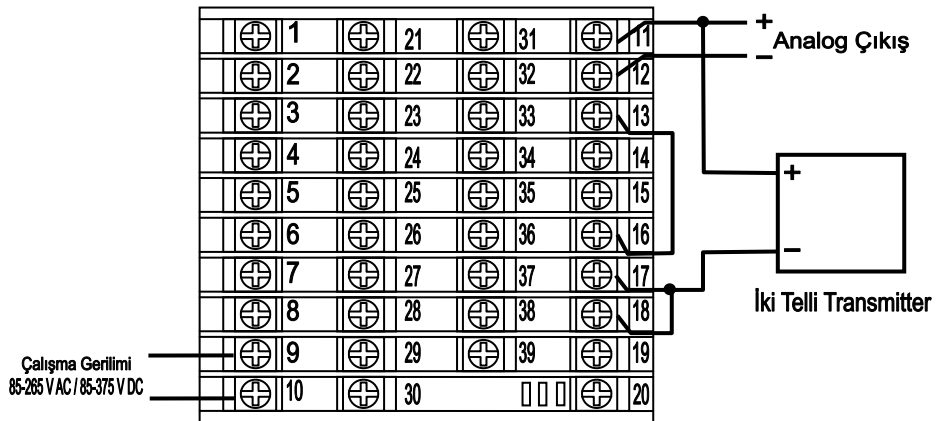 1 21 31 11 +
Analog Çıkış
2 22 32 12 −
3 23 33 13
4 24 34 14
+
5 25 35 15
6 26 36 16
−
7 27 37 17
İki Telli Transmitter
8 28 38 18
9 29 39 19
Çalışma Gerilimi
85-265 V AC / 85-375 V DC
10 30 20